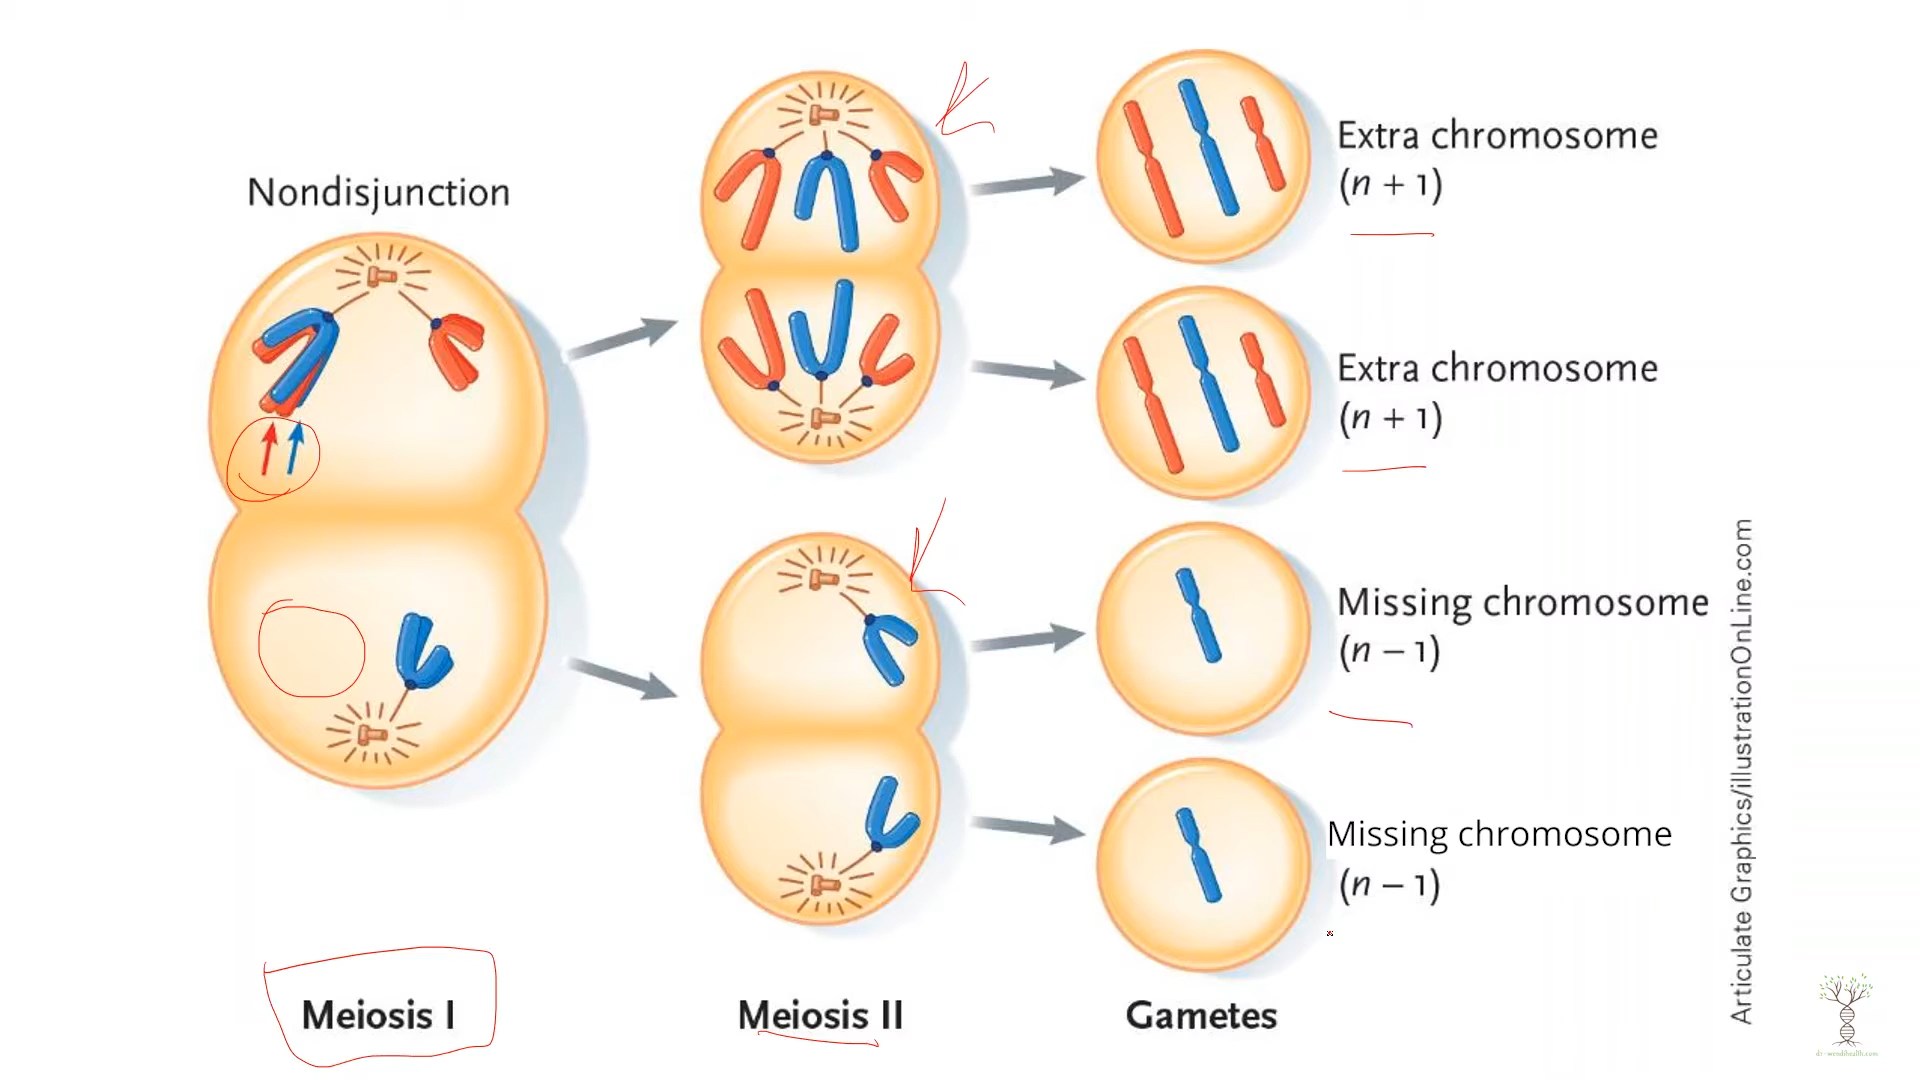 Nondisjunction
Extra chromosome
(n + 1)
Extra chromosome
(n + 1)
Missing chromosome
(n – 1)
Missing chromosome
(n – 1)
Meiosis I
Meiosis II
Gametes
Articulate Graphics/illustrationOnLine.com